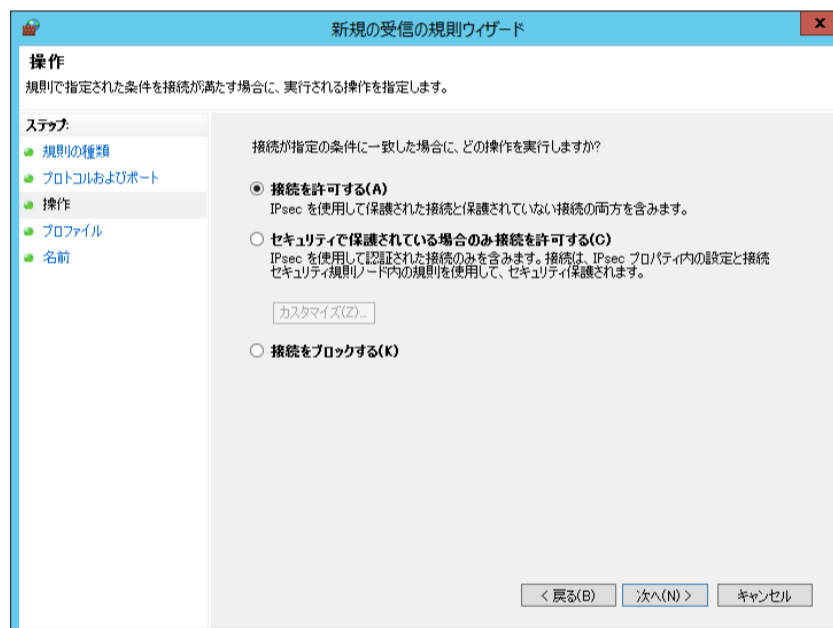 新規の受信の規則ウィザード
x
操作
規則で指定された条件を接続が満たす場合に、実行される操作を指定します。
ステップ:
規則の種類
プロトコルおよびポート
操作
プロファイル
名前
接続が指定の条件に一致した場合に、どの操作を実行しますか?
接続を許可する(A)
IPsec を使用して保護された接続と保護されていない接続の両方を含みます。
セキュリティで保護されている場合のみ接続を許可する(C)
IPsec を使用して認証された接続のみを含みます。接続は、IPsec プロパティ内の設定と接続
セキュリティ規則ノード内の規則を使用して、セキュリティ保護されます。
カスタマイズ(Z)...
接続をブロックする(K)
< 戻る(B)
次へ(N) >
キャンセル